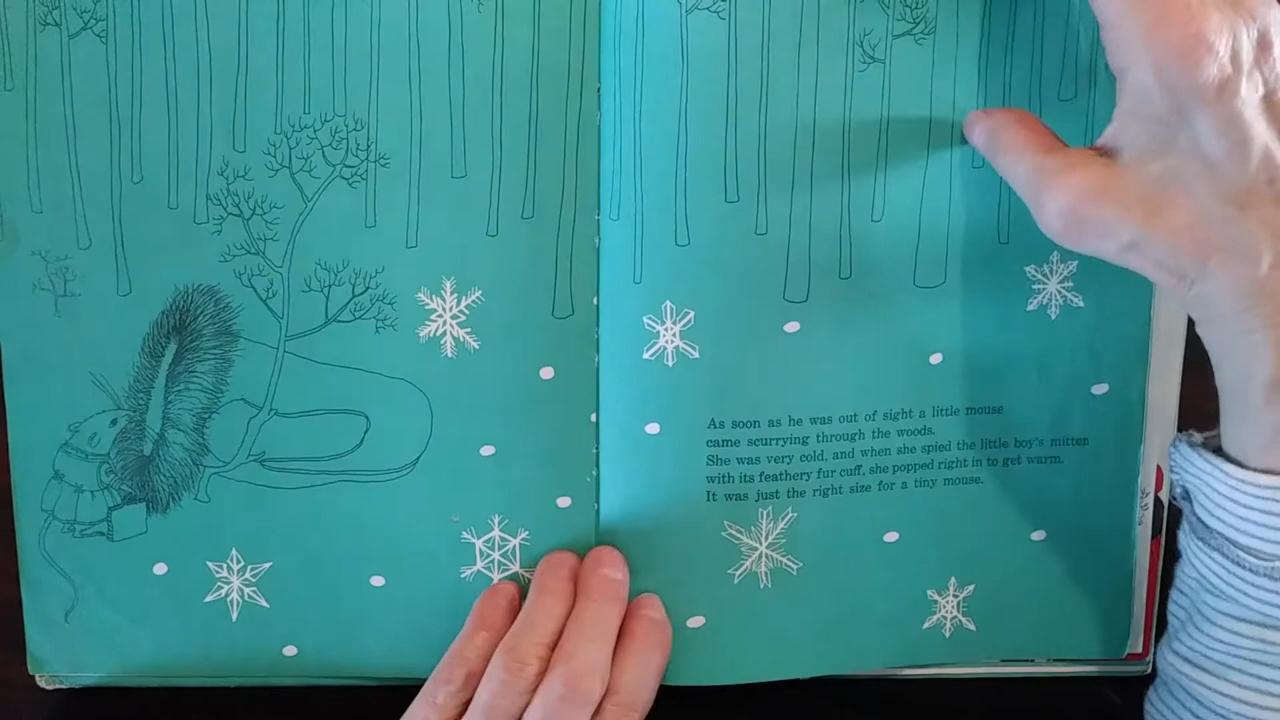 As soon as he was out of sight a little mouse
came scurrying through the woods.
She was very cold, and when she spied the little boy's mitten
with its feathery fur cuff, she popped right in to get warm.
It was just the right size for a tiny mouse.